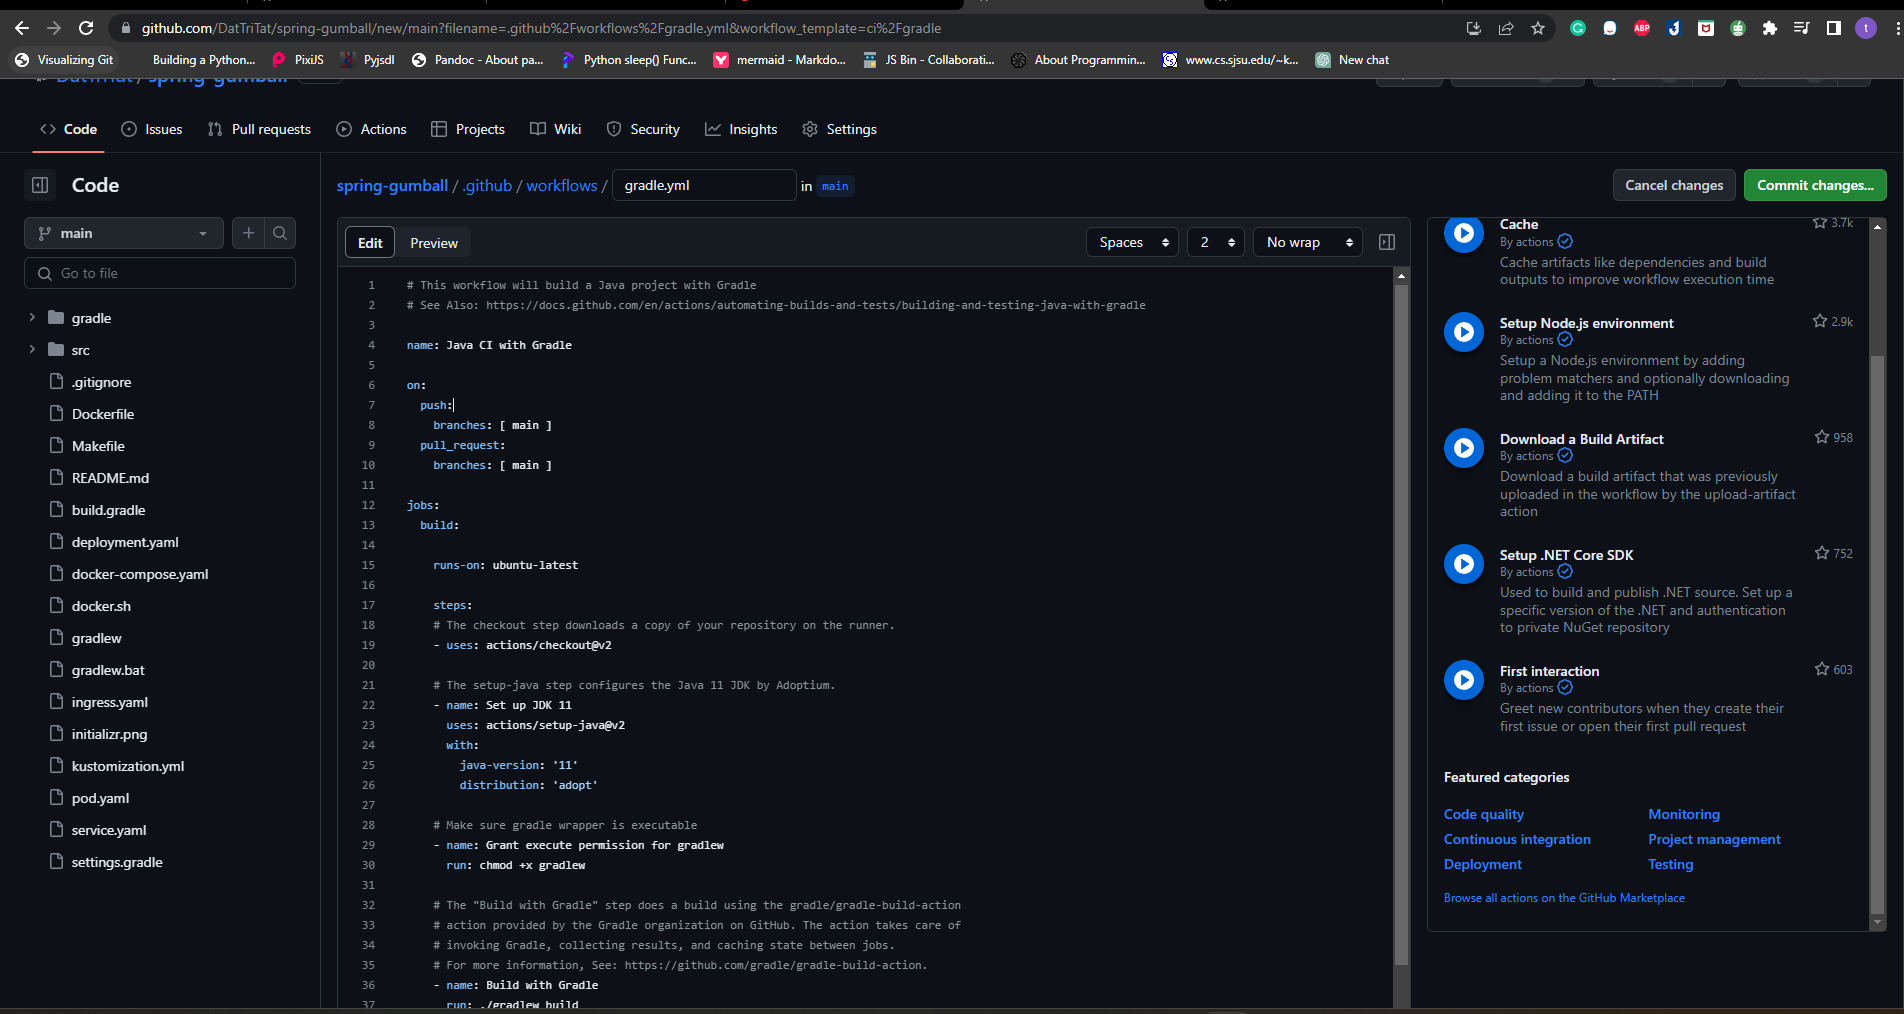 github.com/DatTriTat/spring-gumball/new/main?filename=.github%2Fworkflows%2Fgradle.yml&workflow_template=ci%2Fgradle
ABP
t
Visualizing Git
Building a Python...
PixiJS
Pyjsdl
Pandoc - About pa...
Python sleep() Func...
mermaid - Markdo...
JS Bin - Collaborati...
About Programmin...
www.cs.sjsu.edu/~k...
New chat
DatTriTat / spring-gumball
Code
Issues
Pull requests
Actions
Projects
Wiki
Security
Insights
Settings
Code
main
Go to file
gradle
src
.gitignore
Dockerfile
Makefile
README.md
build.gradle
deployment.yaml
docker-compose.yaml
docker.sh
gradlew
gradlew.bat
ingress.yaml
initializr.png
kustomization.yml
pod.yaml
service.yaml
settings.gradle
spring-gumball / .github / workflows / gradle.yml in main
Cancel changes
Commit changes...
Edit
Preview
Spaces
2
No wrap
1 # This workflow will build a Java project with Gradle
2 # See Also: https://docs.github.com/en/actions/automating-builds-and-tests/building-and-testing-java-with-gradle
3
4 name: Java CI with Gradle
5
6 on:
7 push:
8 branches: [ main ]
9 pull_request:
10 branches: [ main ]
11
12 jobs:
13 build:
14
15 runs-on: ubuntu-latest
16
17 steps:
18 # The checkout step downloads a copy of your repository on the runner.
19 - uses: actions/checkout@v2
20
21 # The setup-java step configures the Java 11 JDK by Adoptium.
22 - name: Set up JDK 11
23 uses: actions/setup-java@v2
24 with:
25 java-version: '11'
26 distribution: 'adopt'
27
28 # Make sure gradle wrapper is executable
29 - name: Grant execute permission for gradlew
30 run: chmod +x gradlew
31
32 # The "Build with Gradle" step does a build using the gradle/gradle-build-action
33 # action provided by the Gradle organization on GitHub. The action takes care of
34 # invoking Gradle, collecting results, and caching state between jobs.
35 # For more information, See: https://github.com/gradle/gradle-build-action.
36 - name: Build with Gradle
37 run: ./gradlew build
Cache
3.7k
By actions
Cache artifacts like dependencies and build
outputs to improve workflow execution time
Setup Node.js environment
2.9k
By actions
Setup a Node.js environment by adding
problem matchers and optionally downloading
and adding it to the PATH
Download a Build Artifact
958
By actions
Download a build artifact that was previously
uploaded in the workflow by the upload-artifact
action
Setup .NET Core SDK
752
By actions
Used to build and publish .NET source. Set up a
specific version of the .NET and authentication
to private NuGet repository
First interaction
603
By actions
Greet new contributors when they create their
first issue or open their first pull request
Featured categories
Code quality
Monitoring
Continuous integration
Project management
Deployment
Testing
Browse all actions on the GitHub Marketplace